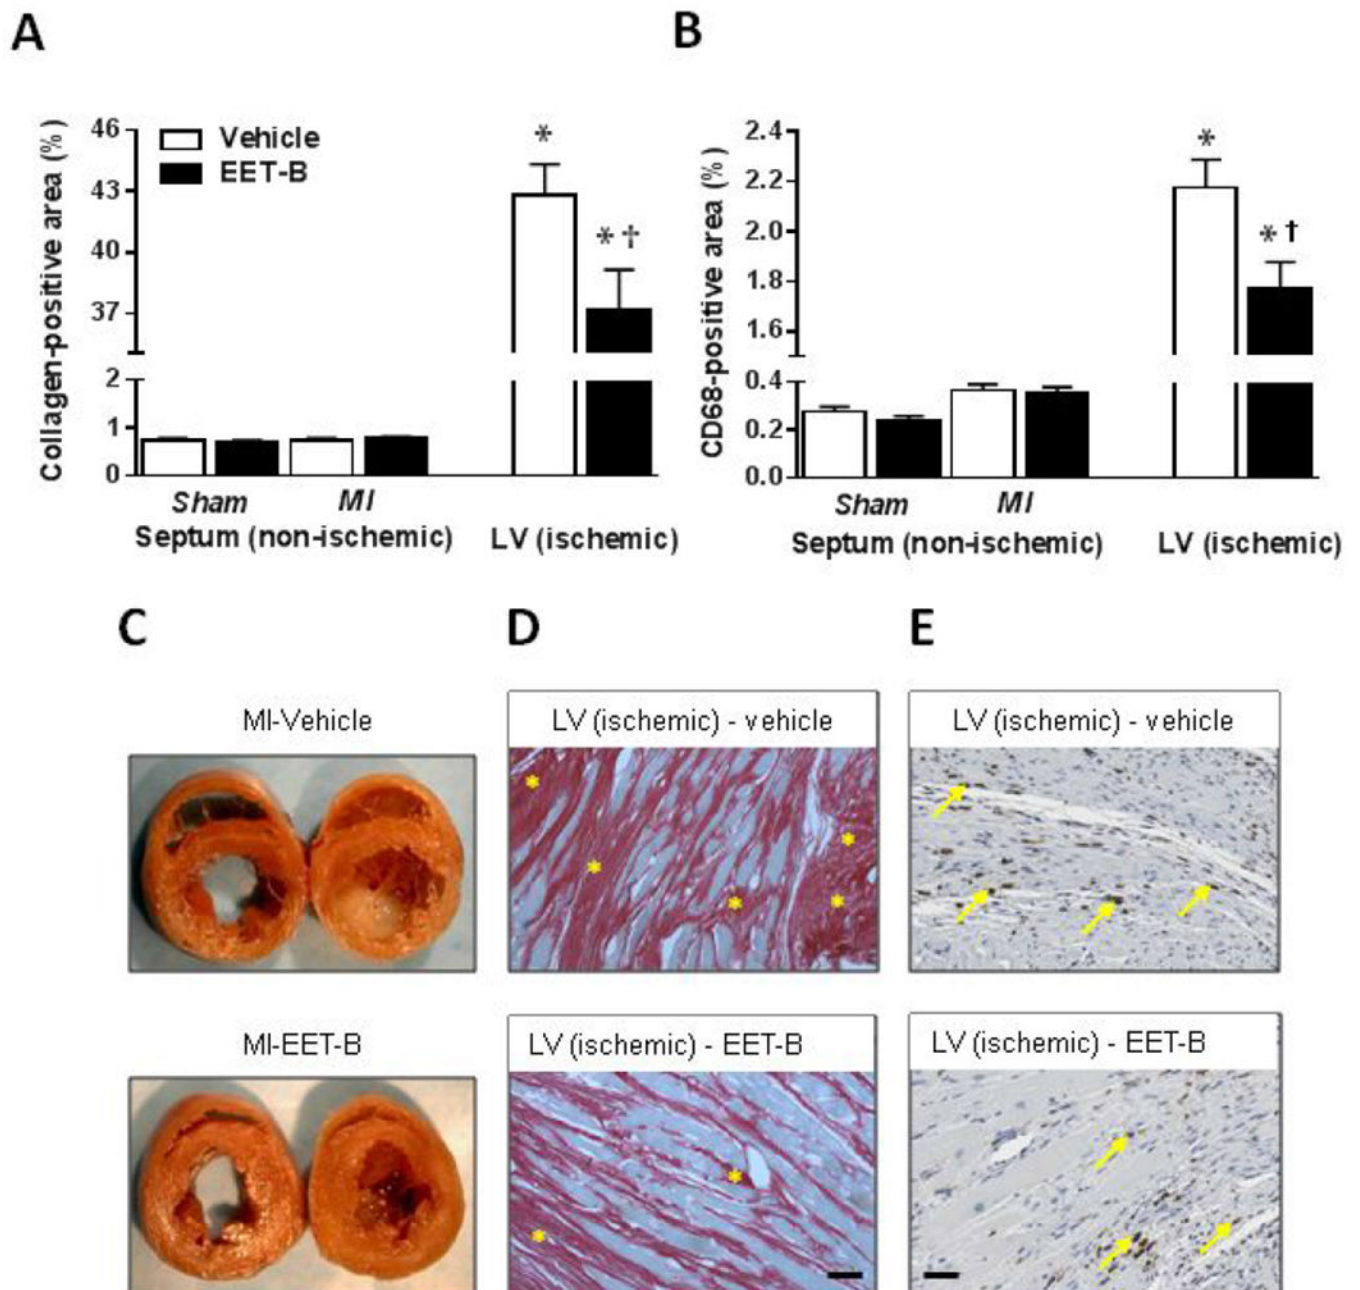 A
Collagen-positive area (%)
46
43
40
37
2
1
0
Vehicle
EET-B
*
*†
Sham MI
Septum (non-ischemic) LV (ischemic)
B
CD68-positive area (%)
2.4
2.2
2.0
1.8
1.6
0.4
0.2
0.0
*
*†
Sham MI
Septum (non-ischemic) LV (ischemic)
C
MI-Vehicle
MI-EET-B
D
LV (ischemic) - vehicle
LV (ischemic) - EET-B
E
LV (ischemic) - vehicle
LV (ischemic) - EET-B